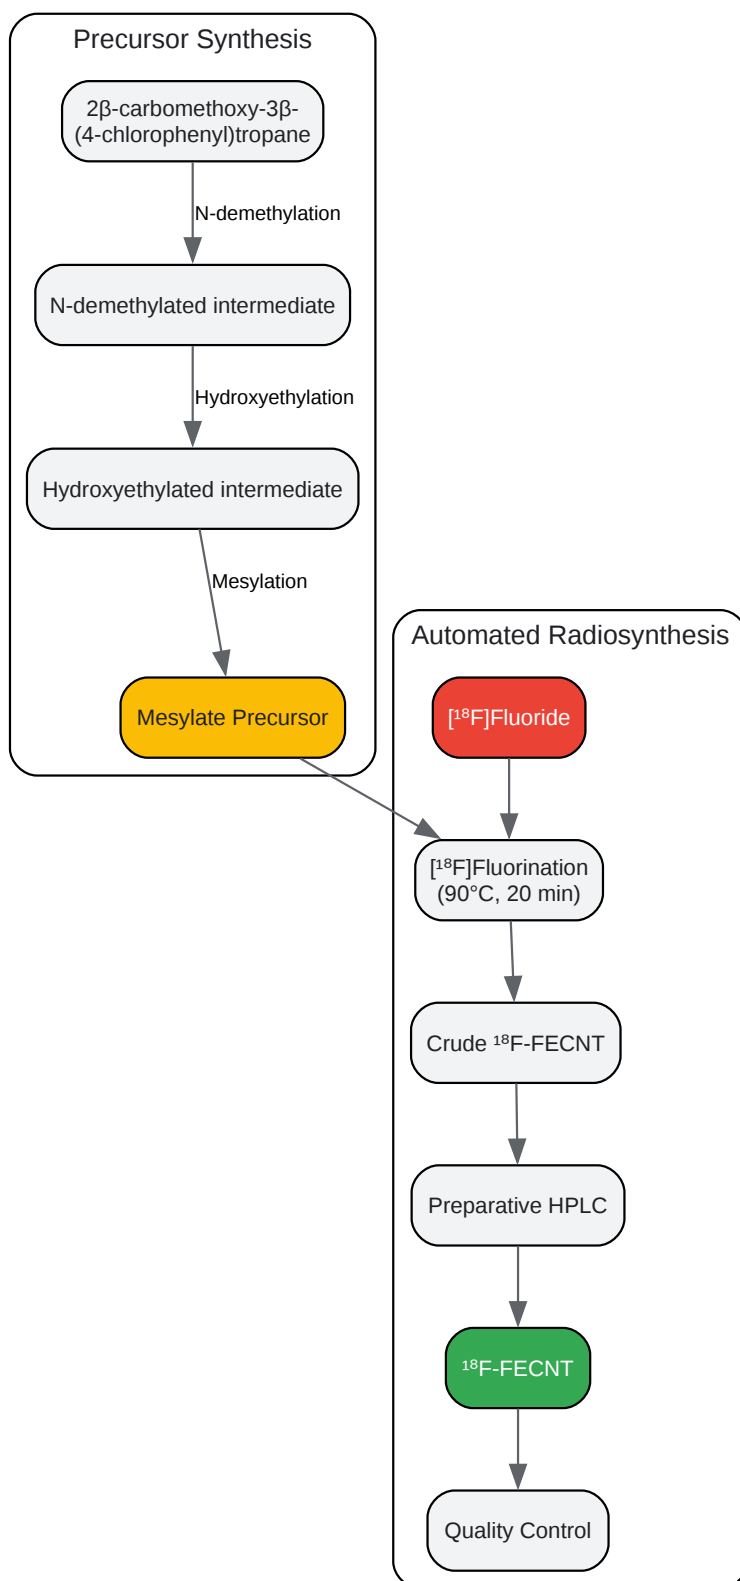 Precursor Synthesis
2β-carbomethoxy-3β-
(4-chlorophenyl)tropane
N-demethylation
N-demethylated intermediate
Hydroxyethylation
Hydroxyethylated intermediate
Mesylation
Mesylate Precursor
Automated Radiosynthesis
[¹⁸F]Fluoride
[¹⁸F]Fluorination
(90°C, 20 min)
Crude ¹⁸F-FECNT
Preparative HPLC
¹⁸F-FECNT
Quality Control